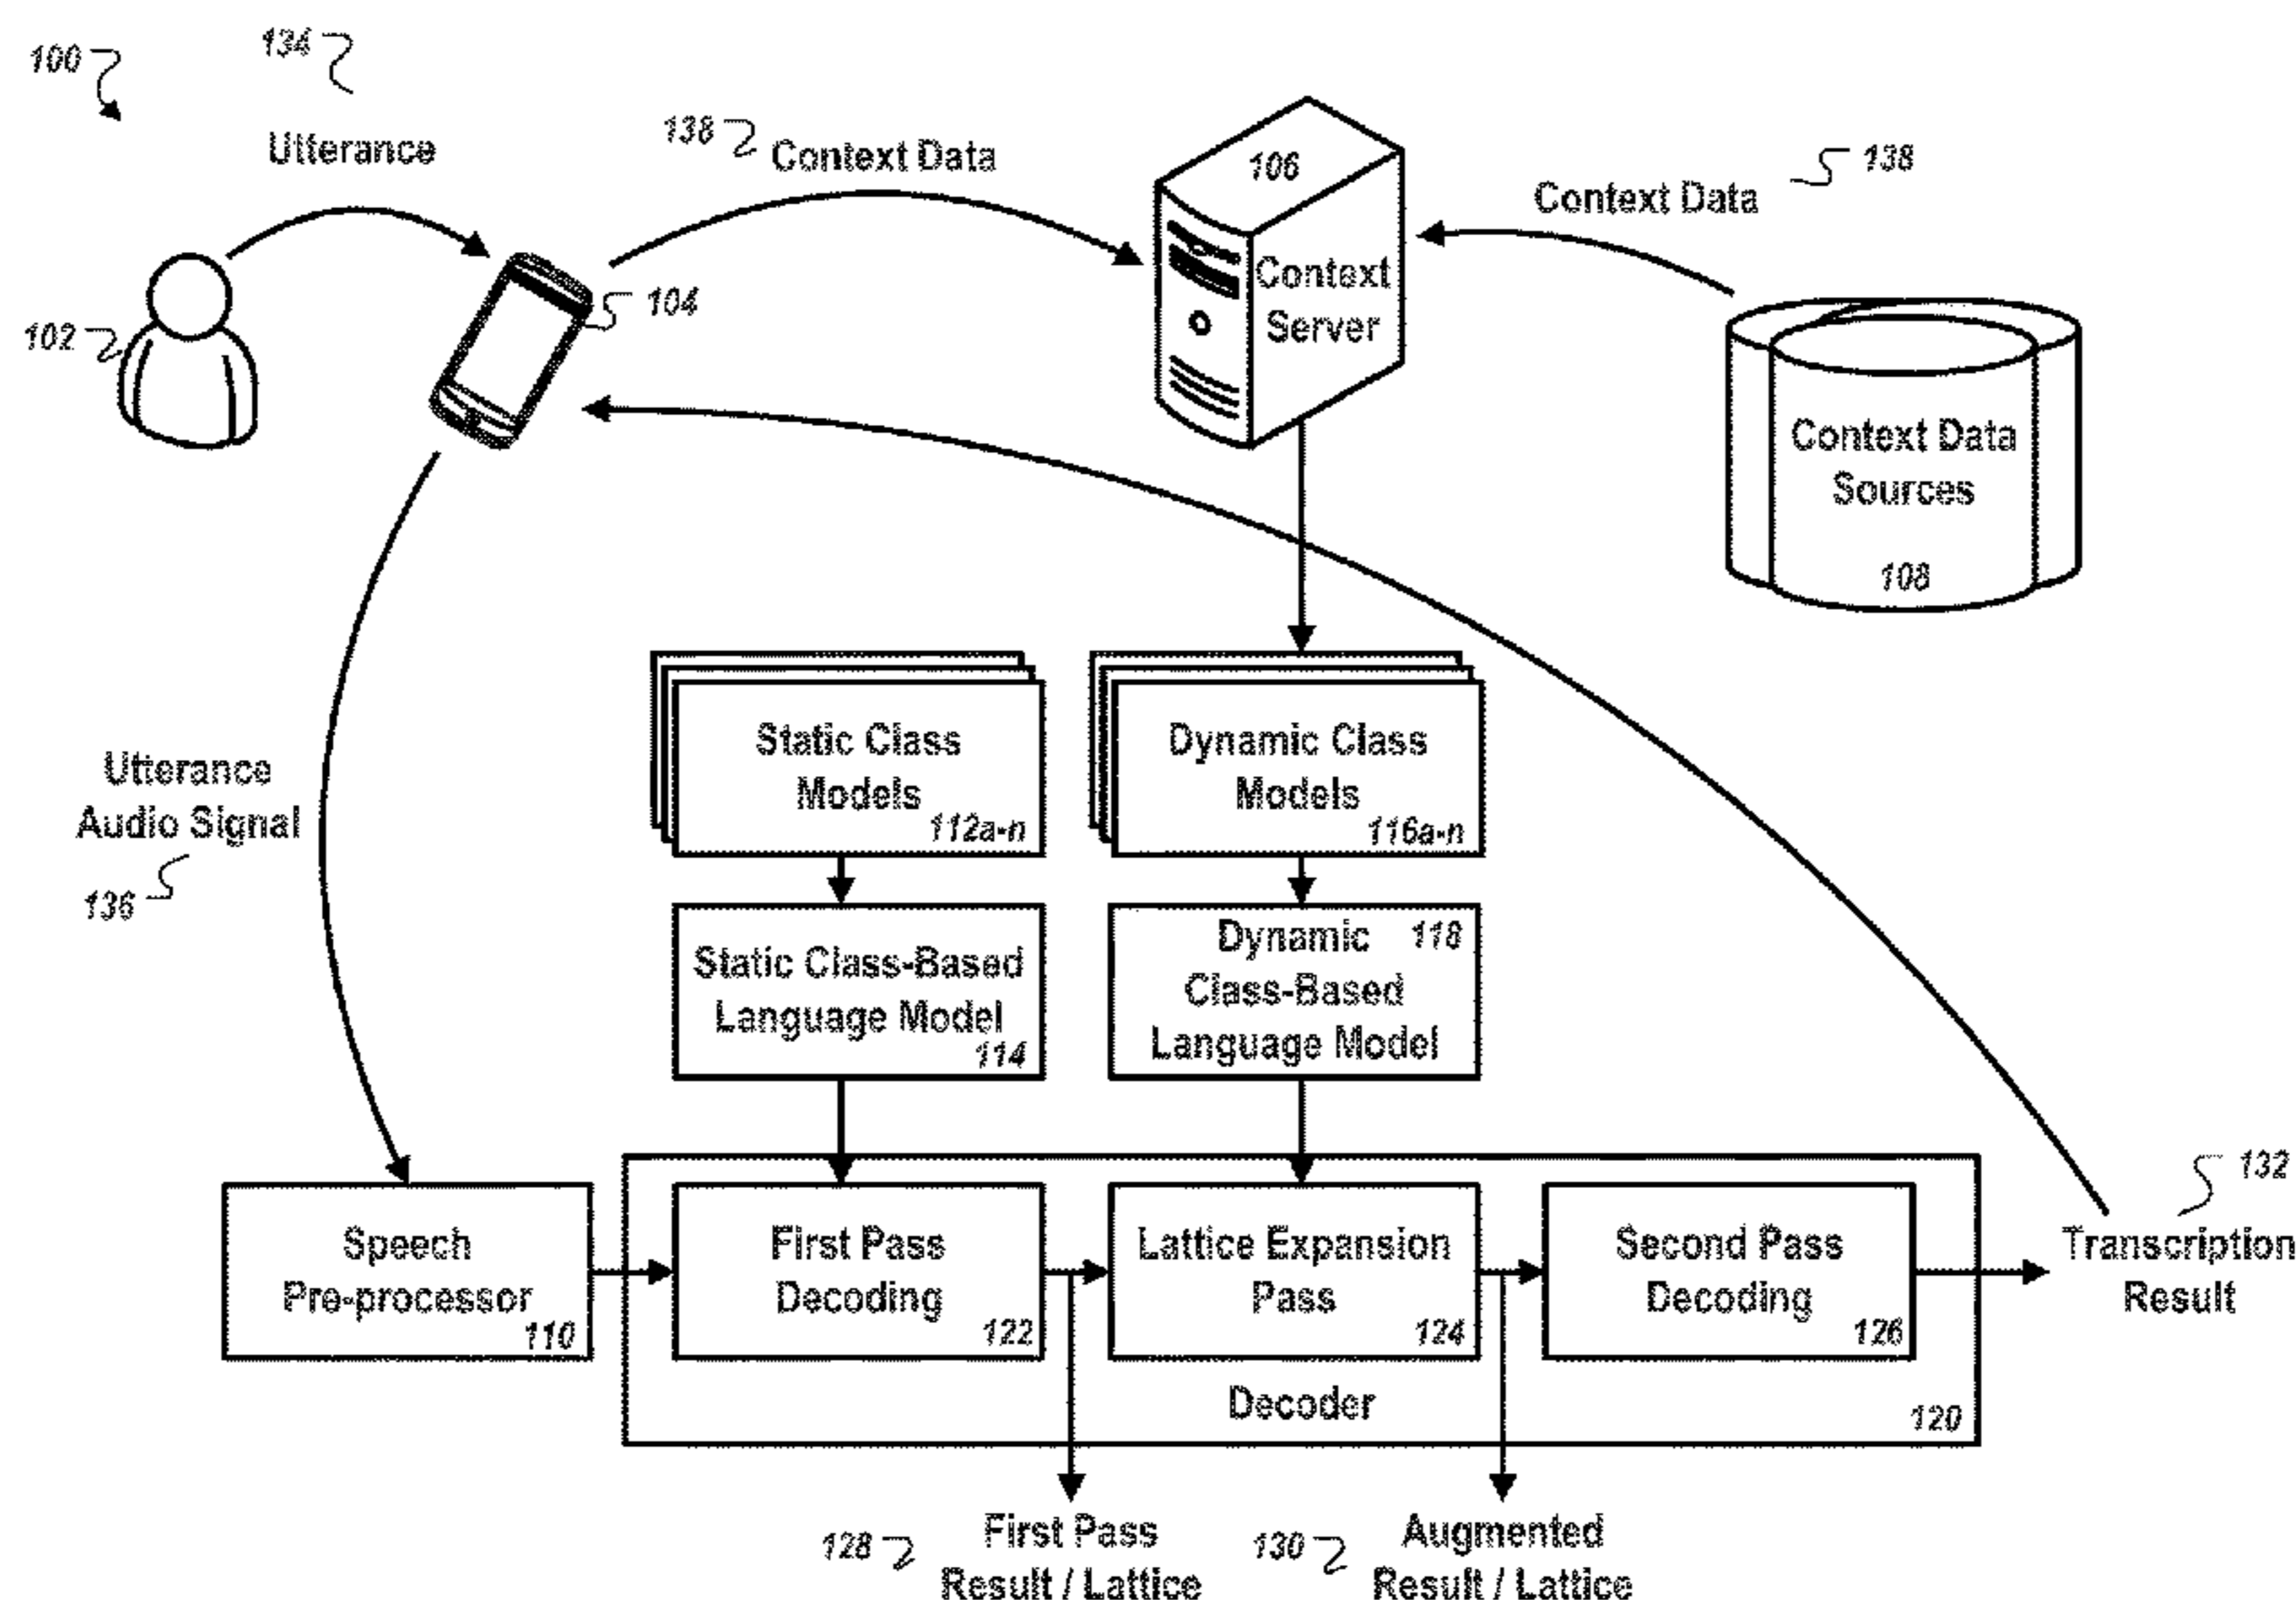 100
134
Utterance
138
Context Data
106
Context
Server
Context Data
138
102
104
Context Data
Sources
108
Static Class
Models
112a-n
Dynamic Class
Models
116a-n
Utterance
Audio Signal
136
Static Class-Based
Language Model
114
Dynamic 118
Class-Based
Language Model
Speech
Pre-processor
110
First Pass
Decoding
122
Lattice Expansion
Pass
124
Second Pass
Decoding
126
Decoder
120
132
Transcription
Result
128
First Pass
Result / Lattice
130
Augmented
Result / Lattice